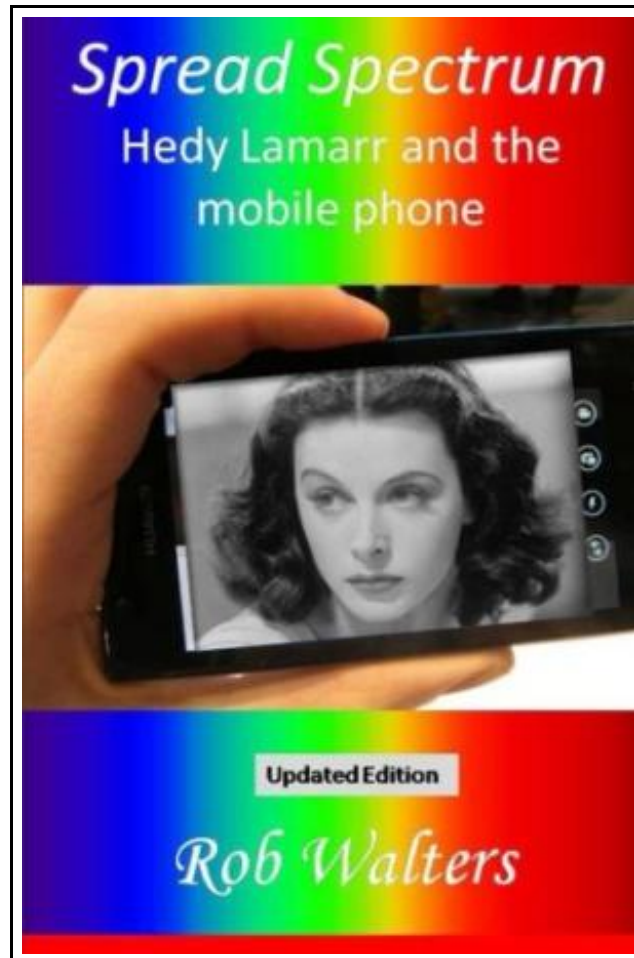 Spread Spectrum
Hedy Lamarr and the
mobile phone
Updated Edition
Rob Walters